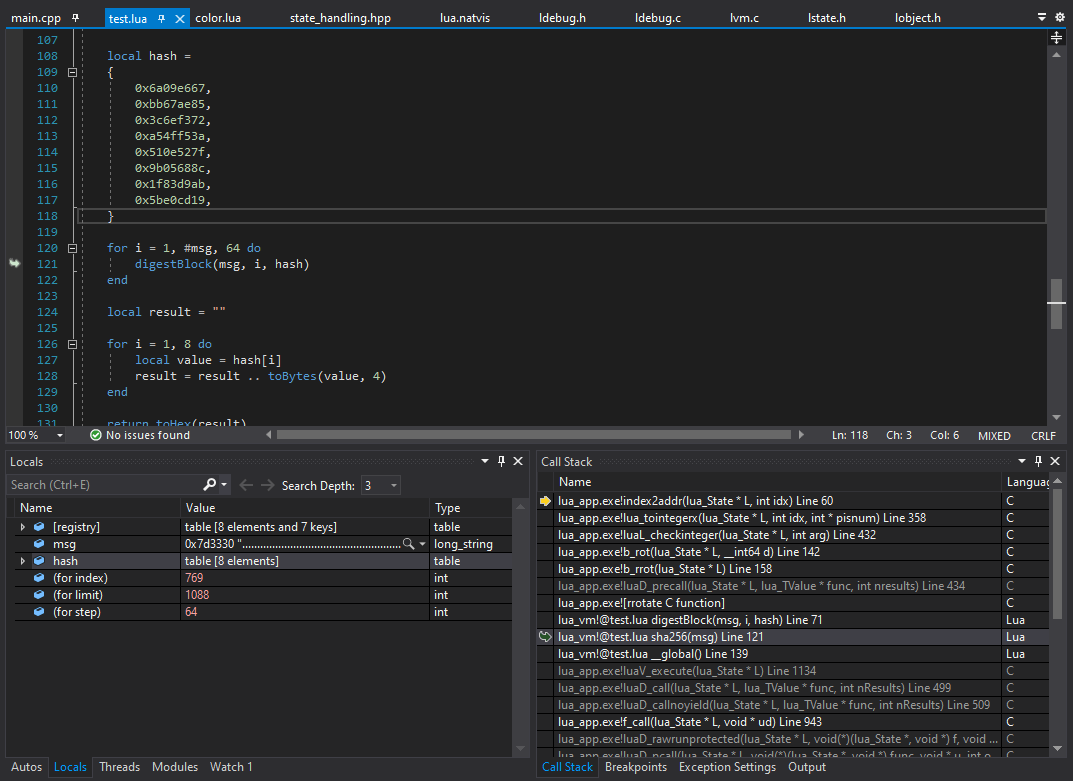 main.cpp test.lua color.lua state_handling.hpp lua.natvis ldebug.h ldebug.c lvm.c lstate.h lobject.h
107
108 local hash =
109 {
110 0x6a09e667,
111 0xbb67ae85,
112 0x3c6ef372,
113 0xa54ff53a,
114 0x510e527f,
115 0x9b05688c,
116 0x1f83d9ab,
117 0x5be0cd19,
118 }
119
120 for i = 1, #msg, 64 do
121 digestBlock(msg, i, hash)
122 end
123
124 local result = ""
125
126 for i = 1, 8 do
127 local value = hash[i]
128 result = result .. toBytes(value, 4)
129 end
130
131 return toHex(result)
100 % No issues found Ln: 118 Ch: 3 Col: 6 MIXED CRLF
Locals
Search (Ctrl+E) Search Depth: 3
Name Value Type
[registry] table [8 elements and 7 keys] table
msg 0x7d3330 "..................................................... long_string
hash table [8 elements] table
(for index) 769 int
(for limit) 1088 int
(for step) 64 int
Autos Locals Threads Modules Watch 1
Call Stack
Name Languag
lua_app.exe!index2addr(lua_State * L, int idx) Line 60 C
lua_app.exe!lua_tointegerx(lua_State * L, int idx, int * pisnum) Line 358 C
lua_app.exe!luaL_checkinteger(lua_State * L, int arg) Line 432 C
lua_app.exe!b_rot(lua_State * L, __int64 d) Line 142 C
lua_app.exe!b_rrot(lua_State * L) Line 158 C
lua_app.exe!luaD_precall(lua_State * L, lua_TValue * func, int nresults) Line 434 C
lua_app.exe![rrotate C function] C
lua_vm!@test.lua digestBlock(msg, i, hash) Line 71 Lua
lua_vm!@test.lua sha256(msg) Line 121 Lua
lua_vm!@test.lua __global() Line 139 Lua
lua_app.exe!luaV_execute(lua_State * L) Line 1134 C
lua_app.exe!luaD_call(lua_State * L, lua_TValue * func, int nResults) Line 499 C
lua_app.exe!luaD_callnoyield(lua_State * L, lua_TValue * func, int nResults) Line 509 C
lua_app.exe!f_call(lua_State * L, void * ud) Line 943 C
lua_app.exe!luaD_rawrunprotected(lua_State * L, void(*)(lua_State *, void *) f, void ... C
lua_app.exe!luaD_pcall(lua_State * L, void(*)(lua_State *, void *) func, void * u, int o... C
Call Stack Breakpoints Exception Settings Output